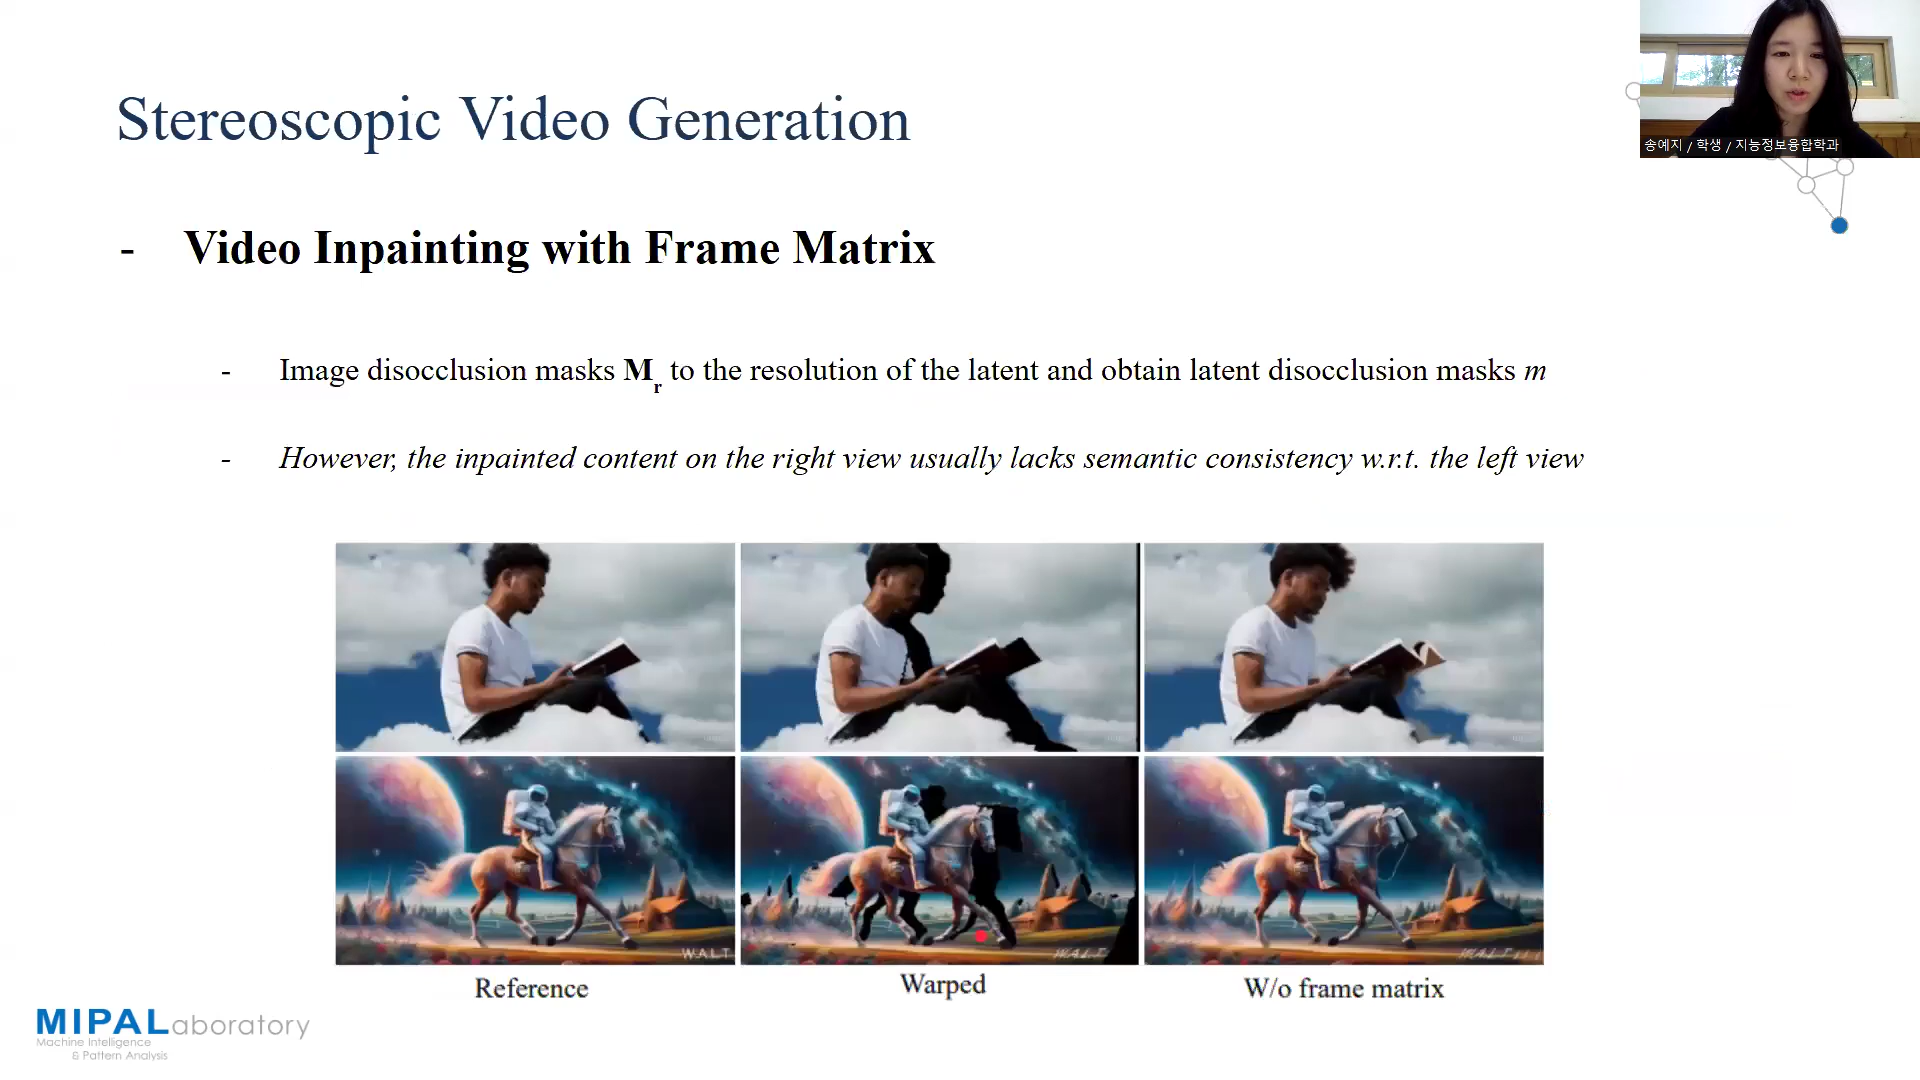 송예지 / 학생 / 지능정보융합학과
Stereoscopic Video Generation
- Video Inpainting with Frame Matrix
- Image disocclusion masks Mr to the resolution of the latent and obtain latent disocclusion masks m
- However, the inpainted content on the right view usually lacks semantic consistency w.r.t. the left view
W.A.L.T
W.A.L.T
Reference
Warped
W/o frame matrix
MIPALaboratory
Machine Intelligence
& Pattern Analysis